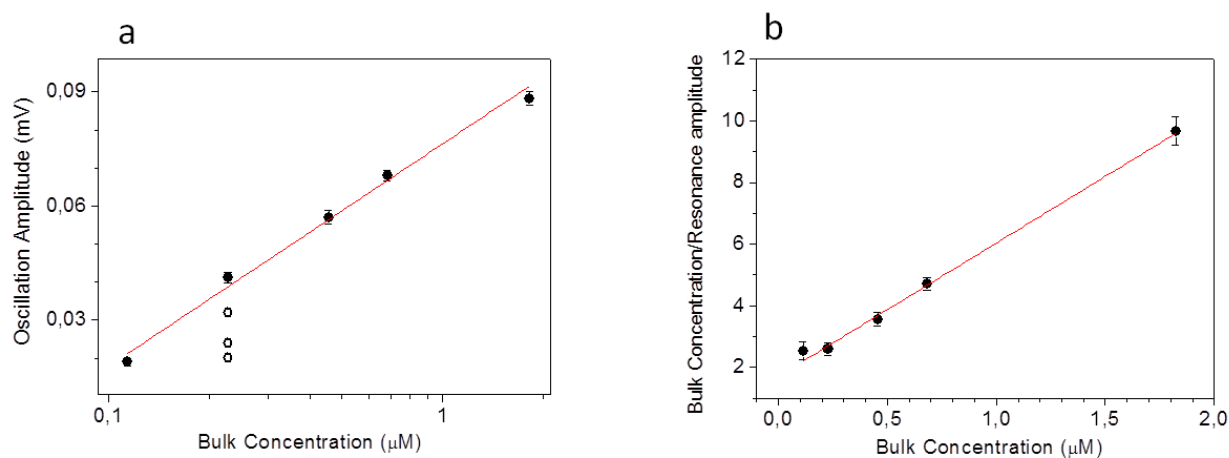 a
0,09
0,06
0,03
Oscillation Amplitude (mV)
0,1
1
Bulk Concentration (μM)
b
12
10
8
6
4
2
Bulk Concentration/Resonance amplitude
0,0
0,5
1,0
1,5
2,0
Bulk Concentration (μM)